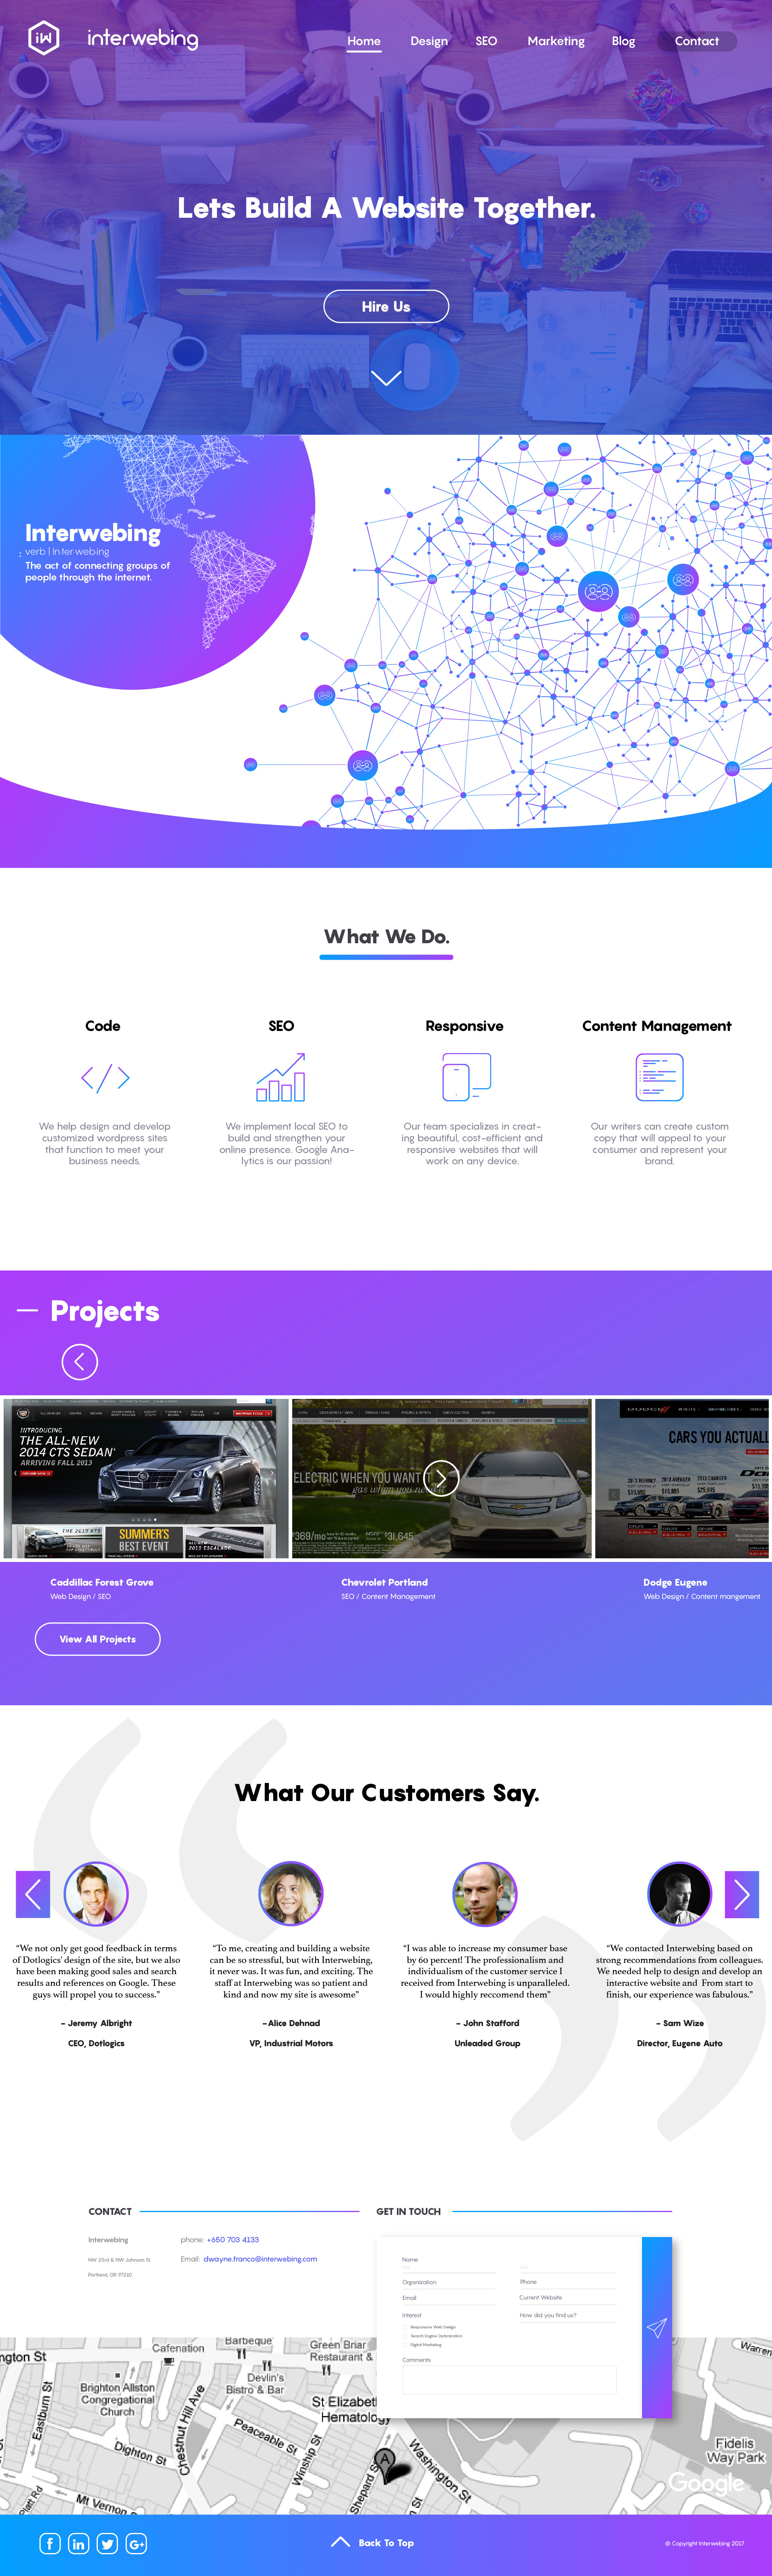 iW
interwebing
Home Design SEO Marketing Blog Contact
Lets Build A Website Together.
Hire Us
Interwebing
verb | In·ter·web·ing
: The act of connecting groups of
people through the internet.
What We Do.
Code
We help design and develop
customized wordpress sites
that function to meet your
business needs.
SEO
We implement local SEO to
build and strengthen your
online presence. Google Ana-
lytics is our passion!
Responsive
Our team specializes in creat-
ing beautiful, cost-efficient and
responsive websites that will
work on any device.
Content Management
Our writers can create custom
copy that will appeal to your
consumer and represent your
brand.
Projects
INTRODUCING
THE ALL-NEW
2014 CTS SEDAN
ARRIVING FALL 2013
SUMMER'S
BEST EVENT
ELECTRIC WHEN YOU WANT IT
gas when you need it
$31,645
CARS YOU ACTUALL
Caddillac Forest Grove
Web Design / SEO
Chevrolet Portland
SEO / Content Management
Dodge Eugene
Web Design / Content mangement
View All Projects
What Our Customers Say.
“We not only get good feedback in terms
of Dotlogics' design of the site, but we also
have been making good sales and search
results and references on Google. These
guys will propel you to success.”
- Jeremy Albright
CEO, Dotlogics
“To me, creating and building a website
can be so stressful, but with Interwebing,
it never was. It was fun, and exciting. The
staff at Interwebing was so patient and
kind and now my site is awesome”
-Alice Dehnad
VP, Industrial Motors
“I was able to increase my consumer base
by 60 percent! The professionalism and
individualism of the customer service I
received from Interwebing is unparalleled.
I would highly reccomend them”
- John Stafford
Unleaded Group
“We contacted Interwebing based on
strong recommendations from colleagues.
We needed help to design and develop an
interactive website and From start to
finish, our experience was fabulous.”
- Sam Wize
Director, Eugene Auto
CONTACT
Interwebing
NW 23rd & NW Johnson St
Portland, OR 97210
phone: +650 703 4133
Email: dwayne.franco@interwebing.com
GET IN TOUCH
Name
Organization
Phone
Email
Current Website
Interest
How did you find us?
Responsive Web Design
Search Engine Optimization
Digital Marketing
Comments
ngton St
Cafenation
Barbeque
Green Briar
Restaurant &
Warren
Devlin's
Bistro & Bar
Brighton Allston
Congregational
Church
St Elizabeth
Hematology
Eastburn St
Chestnut Hill Ave
Peaceable St
Dighton St
Winship St
Washington St
Shepard S
A
Fidelis
Way Park
Platt Rd
Mt Vernon S
Google
f in G+
Back To Top
© Copyright Interwebing 2017